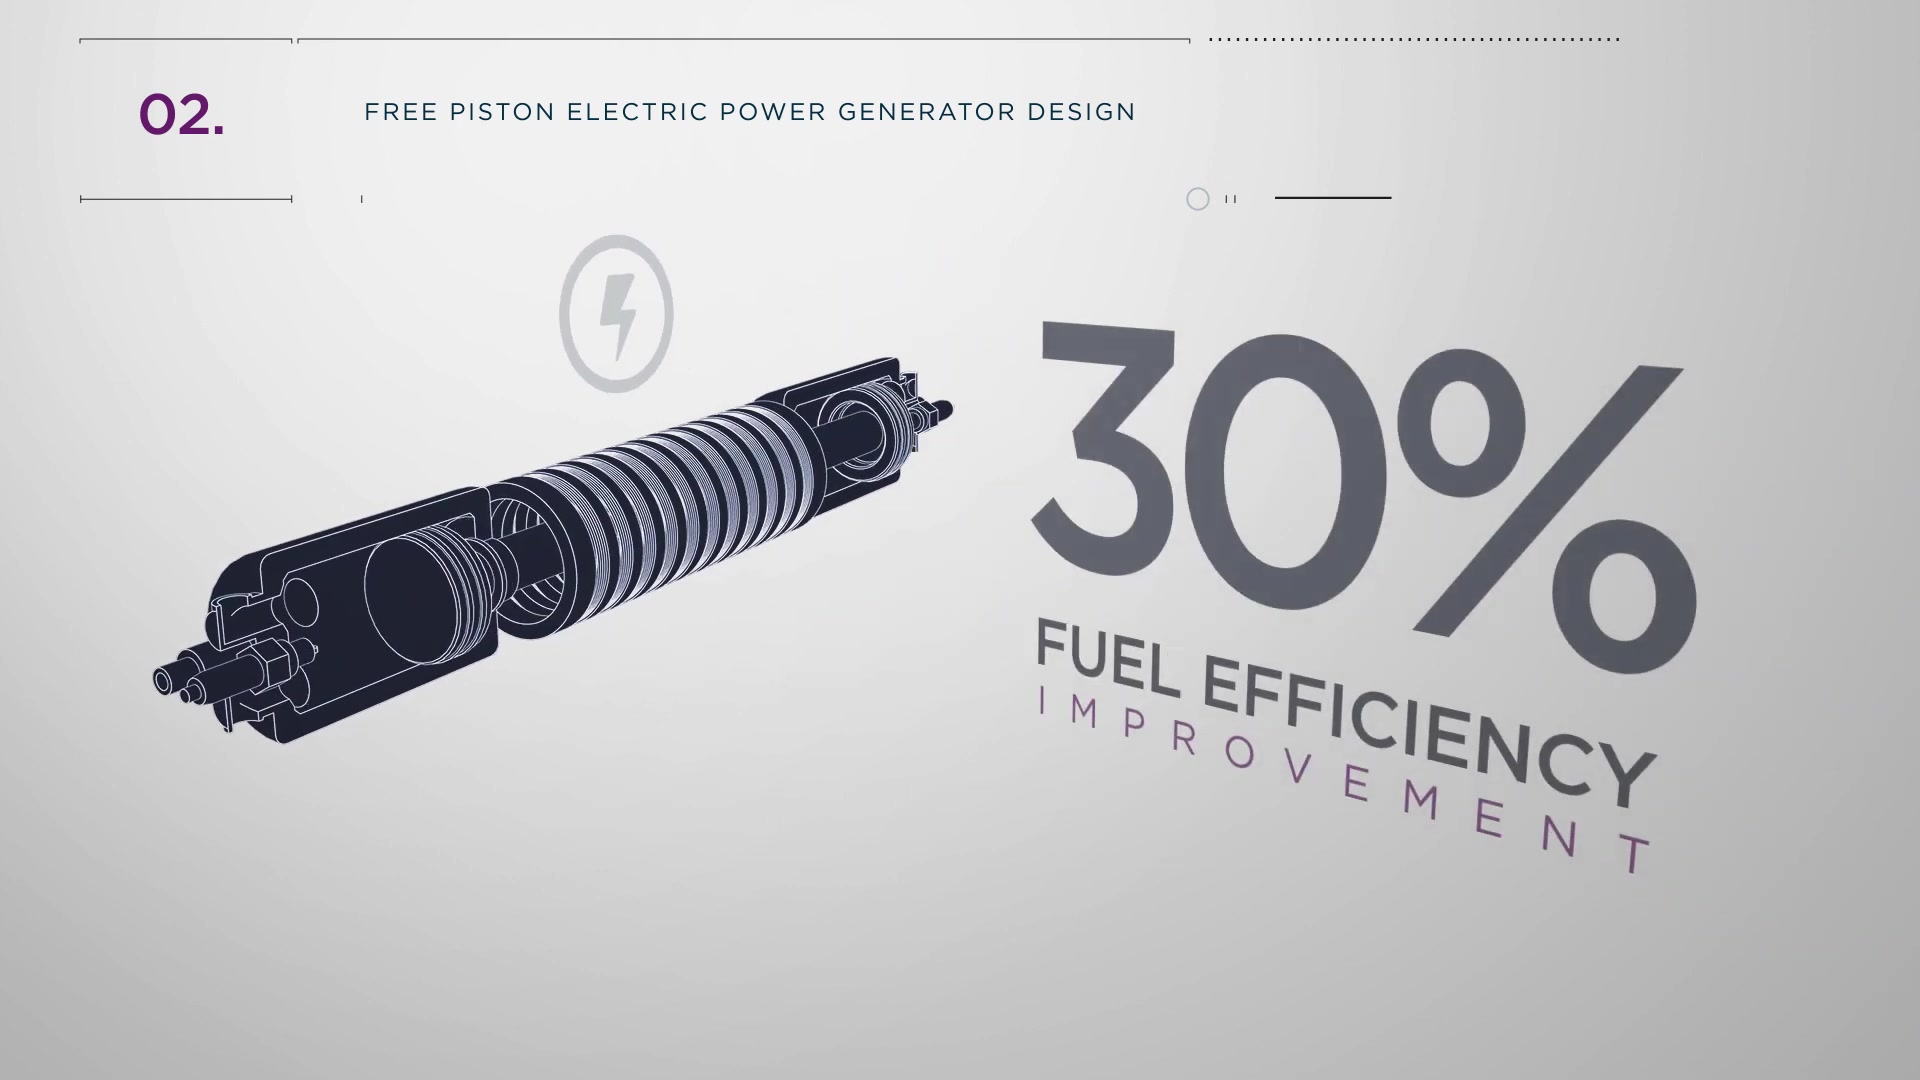 02.
FREE PISTON ELECTRIC POWER GENERATOR DESIGN
30%
FUEL EFFICIENCY
IMPROVEMENT